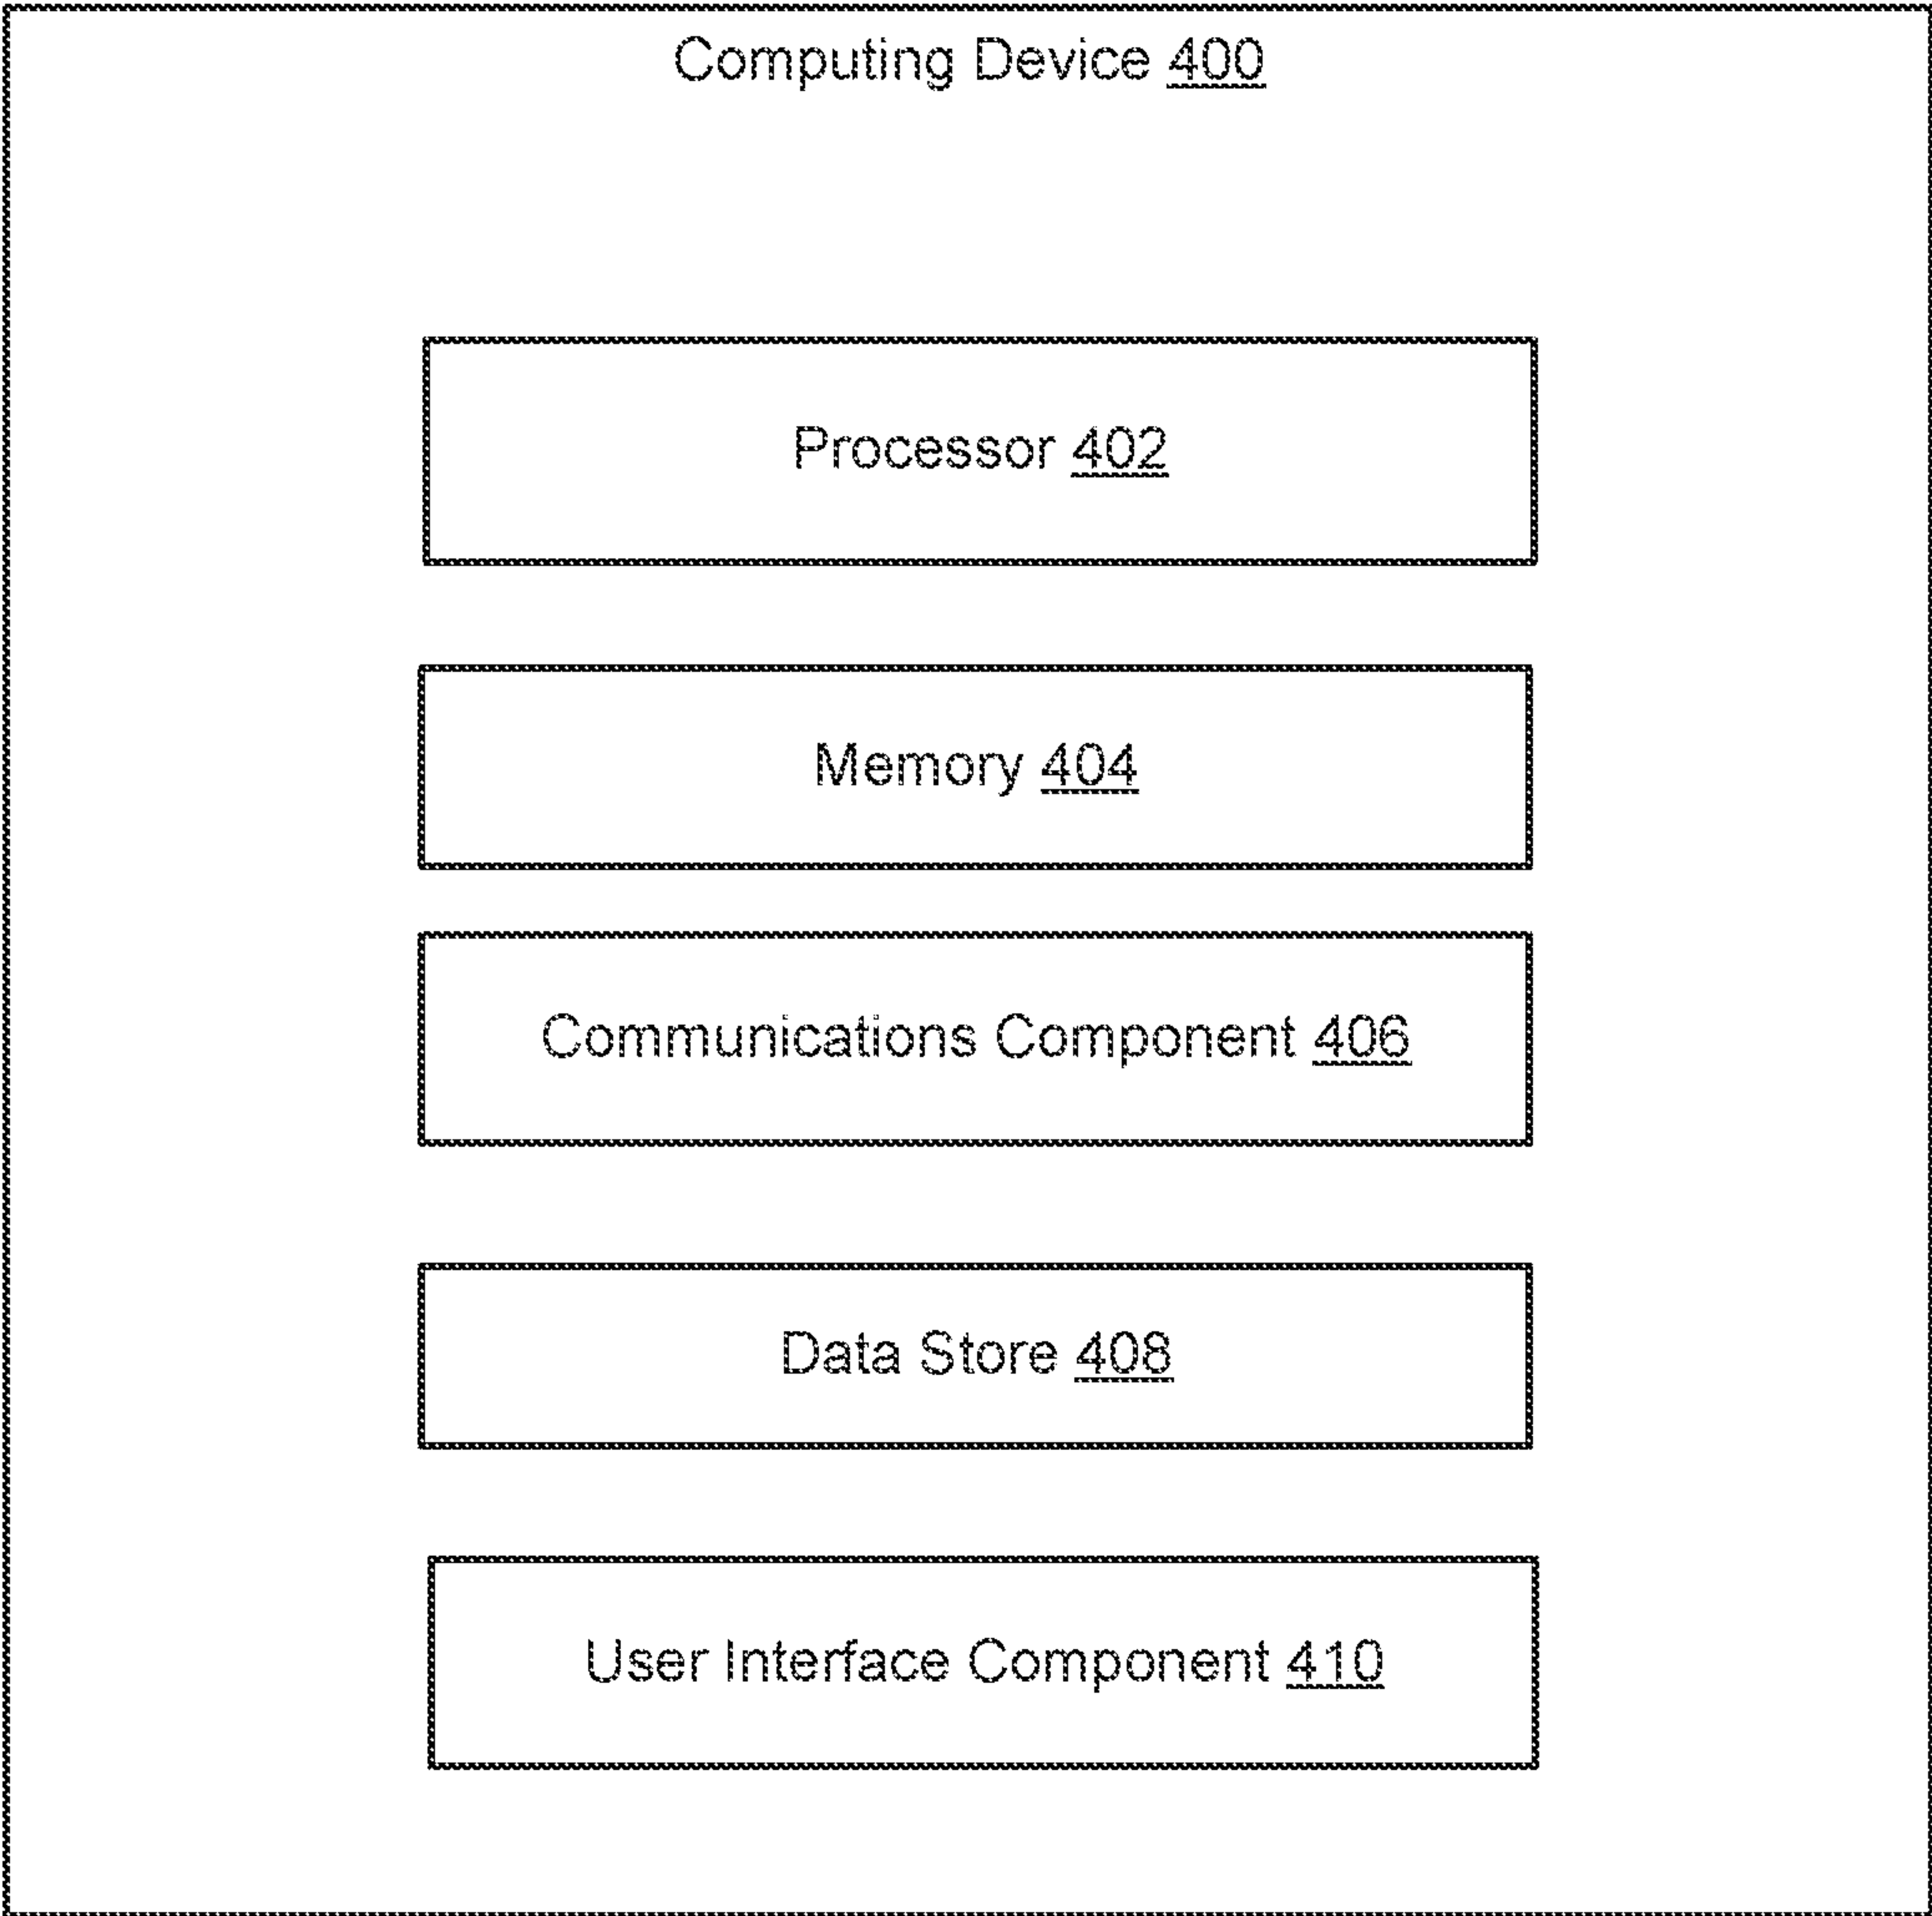 Computing Device 400
Processor 402
Memory 404
Communications Component 406
Data Store 408
User Interface Component 410